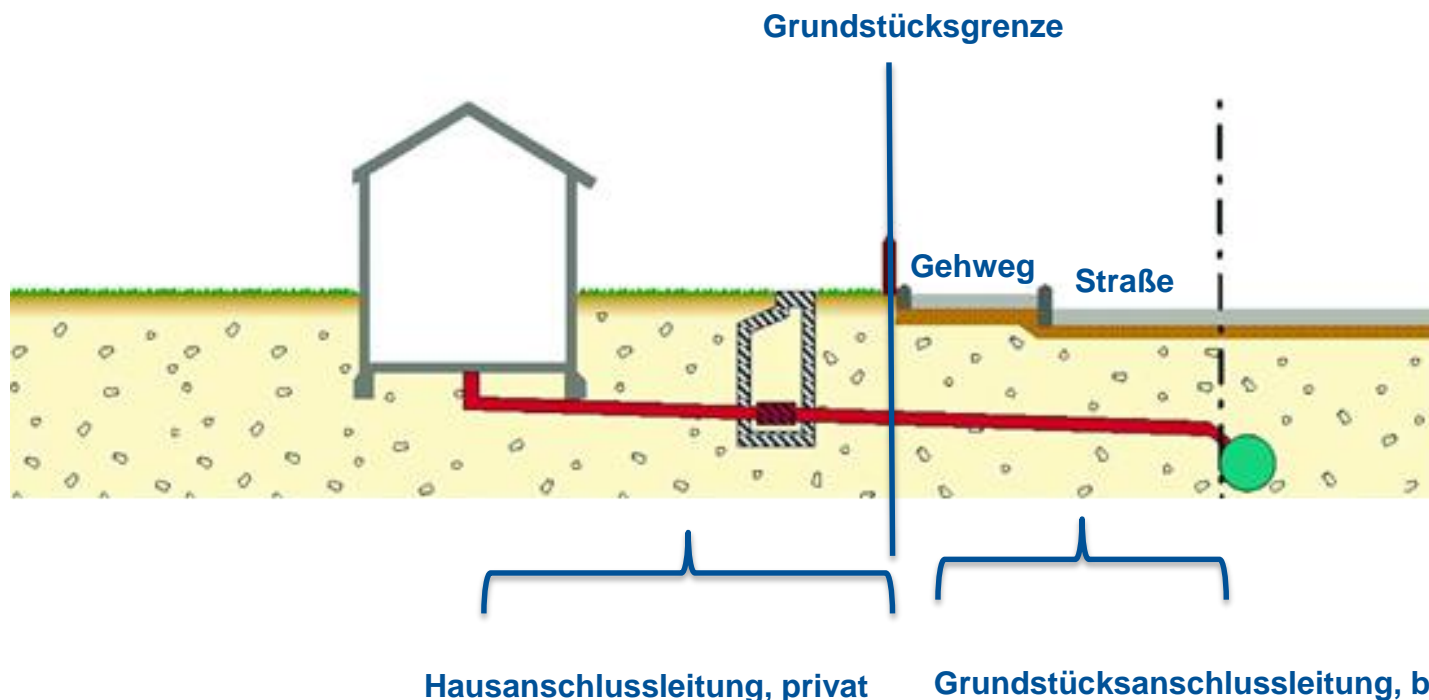 Grundstücksgrenze
Gehweg
Straße
Hausanschlussleitung, privat
Grundstücksanschlussleitung, b